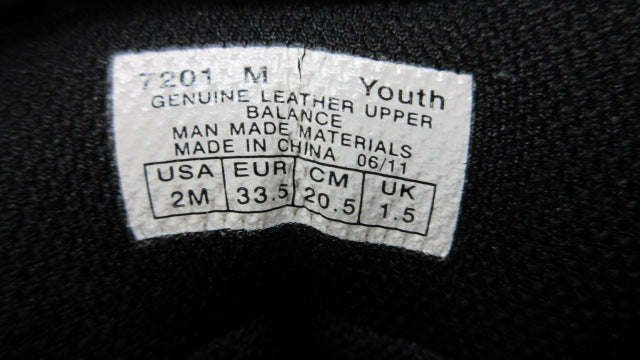 7201 M Youth
GENUINE LEATHER UPPER
BALANCE
MAN MADE MATERIALS
MADE IN CHINA 06/11
USA EUR CM UK
2M 33.5 20.5 1.5